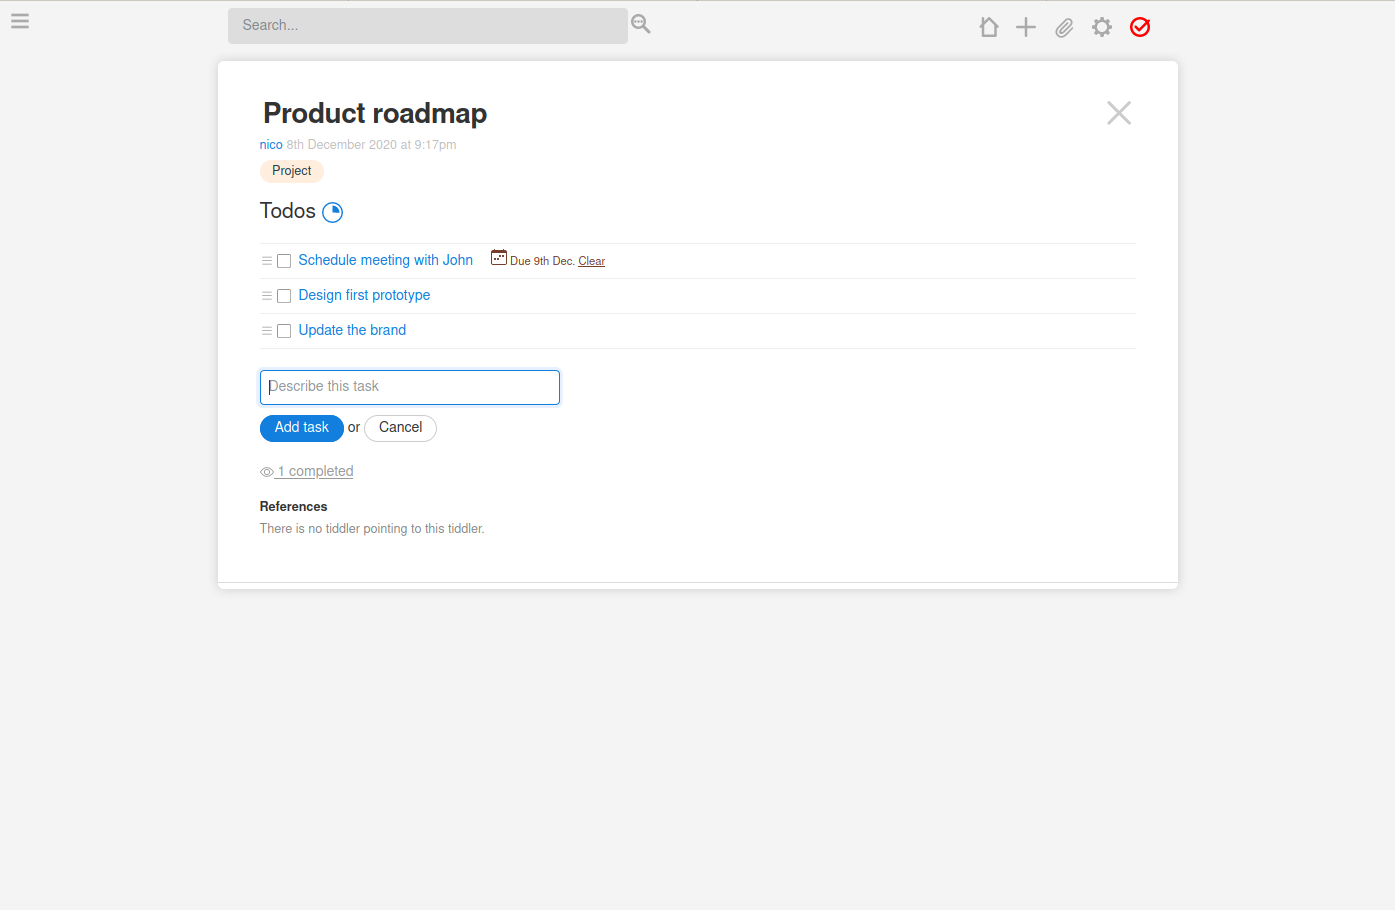 Search...
Product roadmap
nico 8th December 2020 at 9:17pm
Project
Todos
Schedule meeting with John Due 9th Dec. Clear
Design first prototype
Update the brand
Describe this task
Add task or Cancel
1 completed
References
There is no tiddler pointing to this tiddler.